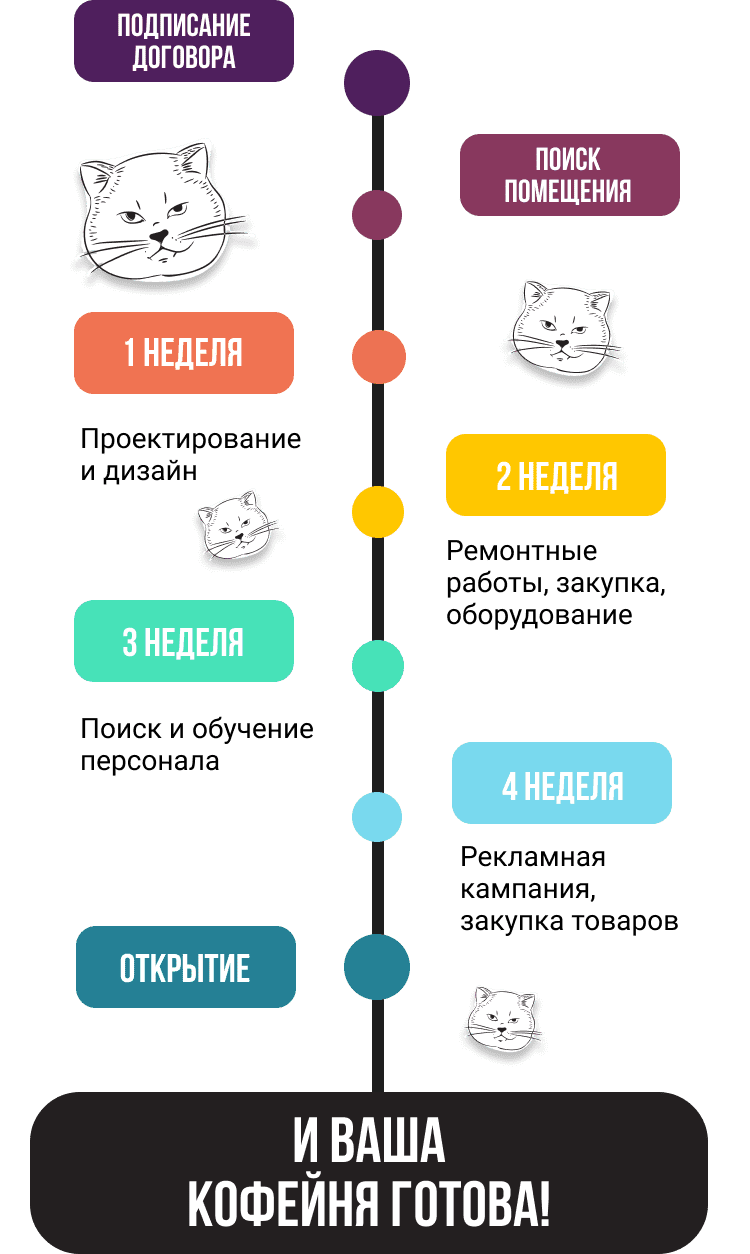 ПОДПИСАНИЕ
ДОГОВОРА
ПОИСК
ПОМЕЩЕНИЯ
1 НЕДЕЛЯ
Проектирование
и дизайн
2 НЕДЕЛЯ
Ремонтные
работы, закупка,
оборудование
3 НЕДЕЛЯ
Поиск и обучение
персонала
4 НЕДЕЛЯ
Рекламная
кампания,
закупка товаров
ОТКРЫТИЕ
И ВАША
КОФЕЙНЯ ГОТОВА!